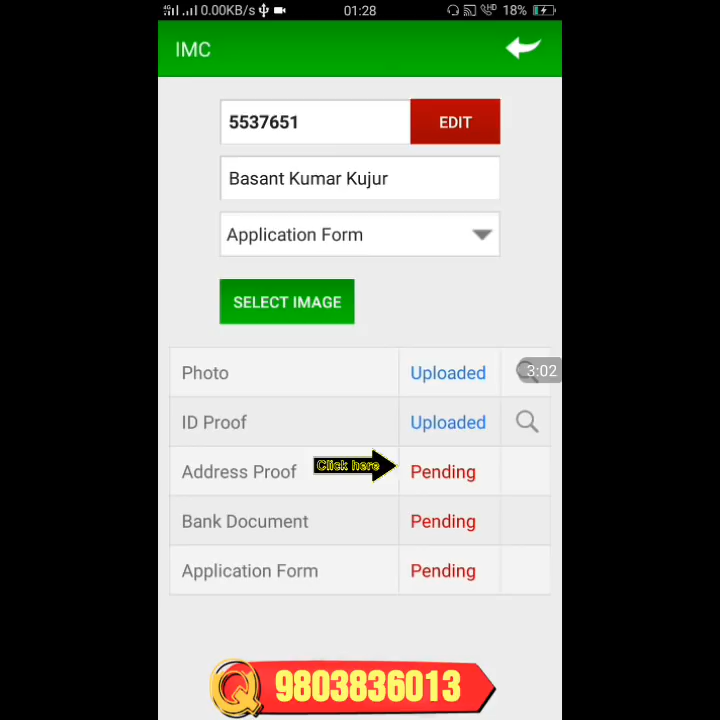 0.00KB/s 01:28 HD 18%
IMC
5537651 EDIT
Basant Kumar Kujur
Application Form
SELECT IMAGE
Photo Uploaded 3:02
ID Proof Uploaded
Address Proof Click here Pending
Bank Document Pending
Application Form Pending
9803836013